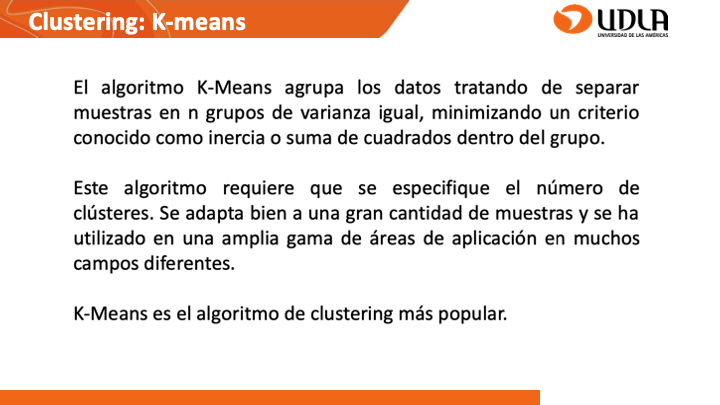 Clustering: K-means
UDLA
UNIVERSIDAD DE LAS AMÉRICAS
El algoritmo K-Means agrupa los datos tratando de separar
muestras en n grupos de varianza igual, minimizando un criterio
conocido como inercia o suma de cuadrados dentro del grupo.
Este algoritmo requiere que se especifique el número de
clústeres. Se adapta bien a una gran cantidad de muestras y se ha
utilizado en una amplia gama de áreas de aplicación en muchos
campos diferentes.
K-Means es el algoritmo de clustering más popular.